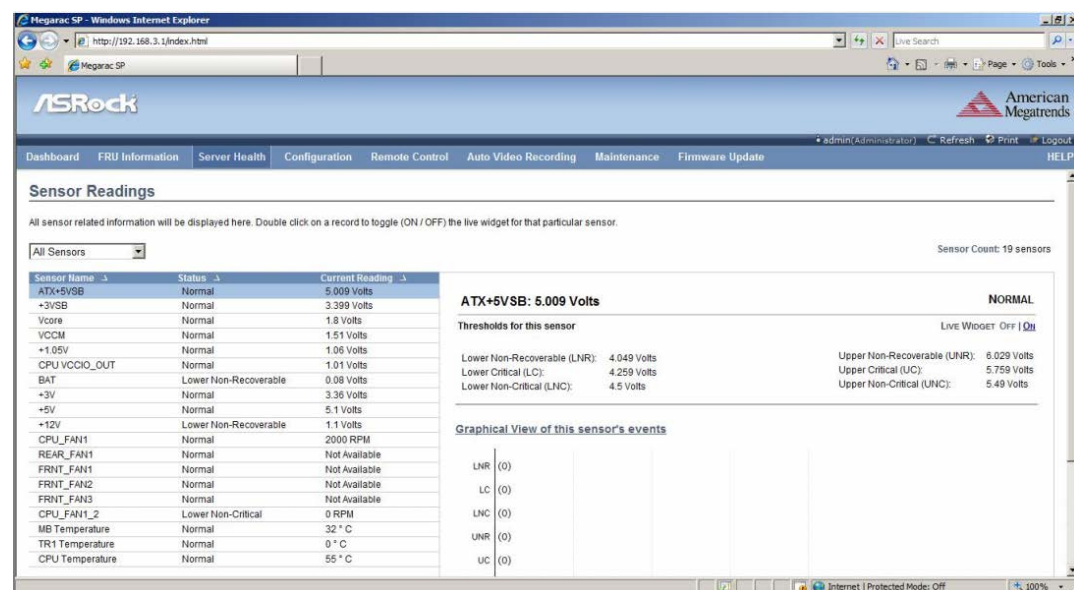 Megarac SP - Windows Internet Explorer
http://192.168.3.1/index.html
Live Search
Megarac SP
Page
Tools
ASRock
American
Megatrends
admin(Administrator) Refresh Print Logout
Dashboard FRU Information Server Health Configuration Remote Control Auto Video Recording Maintenance Firmware Update HELP
Sensor Readings
All sensor related information will be displayed here. Double click on a record to toggle (ON / OFF) the live widget for that particular sensor.
All Sensors
Sensor Count: 19 sensors
Sensor Name Status Current Reading
ATX+5VSB Normal 5.009 Volts
+3VSB Normal 3.399 Volts
Vcore Normal 1.8 Volts
VCCM Normal 1.51 Volts
+1.05V Normal 1.06 Volts
CPU VCCIO_OUT Normal 1.01 Volts
BAT Lower Non-Recoverable 0.08 Volts
+3V Normal 3.36 Volts
+5V Normal 5.1 Volts
+12V Lower Non-Recoverable 1.1 Volts
CPU_FAN1 Normal 2000 RPM
REAR_FAN1 Normal Not Available
FRNT_FAN1 Normal Not Available
FRNT_FAN2 Normal Not Available
FRNT_FAN3 Normal Not Available
CPU_FAN1_2 Lower Non-Critical 0 RPM
MB Temperature Normal 32 ° C
TR1 Temperature Normal 0 ° C
CPU Temperature Normal 55 ° C
ATX+5VSB: 5.009 Volts NORMAL
Thresholds for this sensor LIVE WIDGET OFF | ON
Lower Non-Recoverable (LNR): 4.049 Volts Upper Non-Recoverable (UNR): 6.029 Volts
Lower Critical (LC): 4.259 Volts Upper Critical (UC): 5.759 Volts
Lower Non-Critical (LNC): 4.5 Volts Upper Non-Critical (UNC): 5.49 Volts
Graphical View of this sensor's events
LNR (0)
LC (0)
LNC (0)
UNR (0)
UC (0)
Internet | Protected Mode: Off 100%